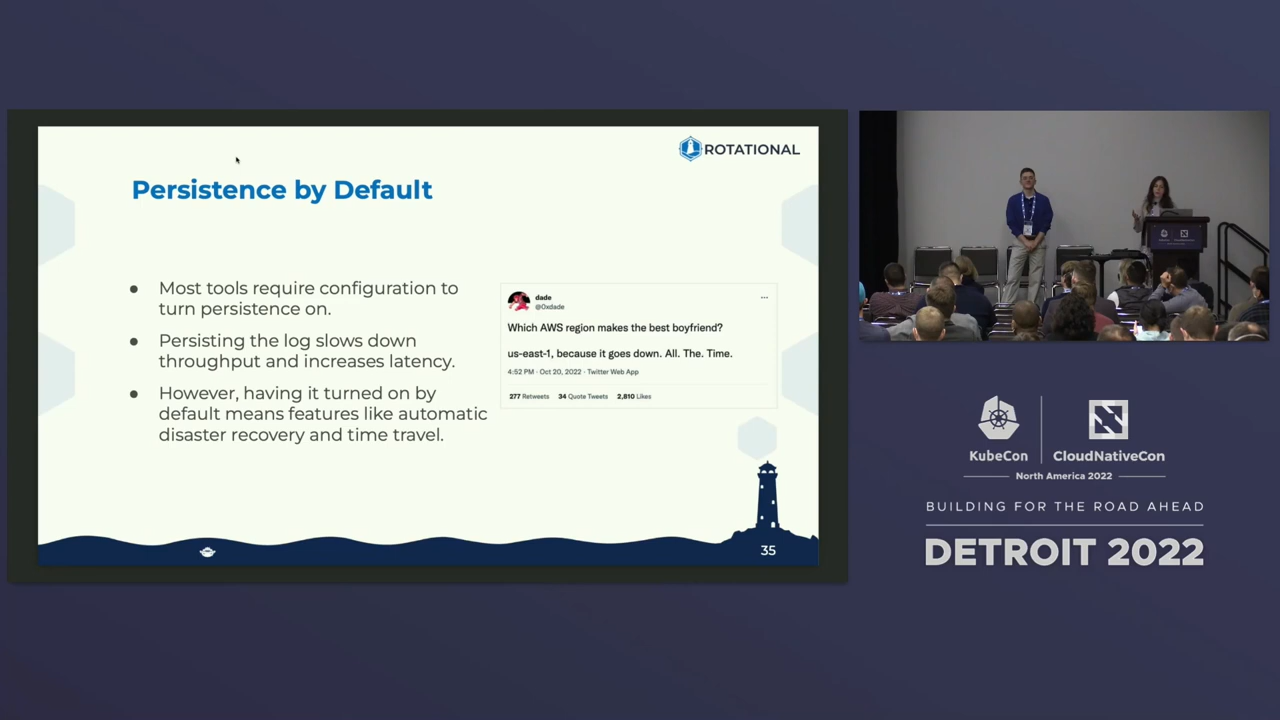 ROTATIONAL
Persistence by Default
● Most tools require configuration to
turn persistence on.
● Persisting the log slows down
throughput and increases latency.
● However, having it turned on by
default means features like automatic
disaster recovery and time travel.
dade
@0xdade
Which AWS region makes the best boyfriend?
us-east-1, because it goes down. All. The. Time.
4:52 PM · Oct 20, 2022 · Twitter Web App
277 Retweets 34 Quote Tweets 2,810 Likes
35
KubeCon CloudNativeCon
North America 2022
BUILDING FOR THE ROAD AHEAD
DETROIT 2022